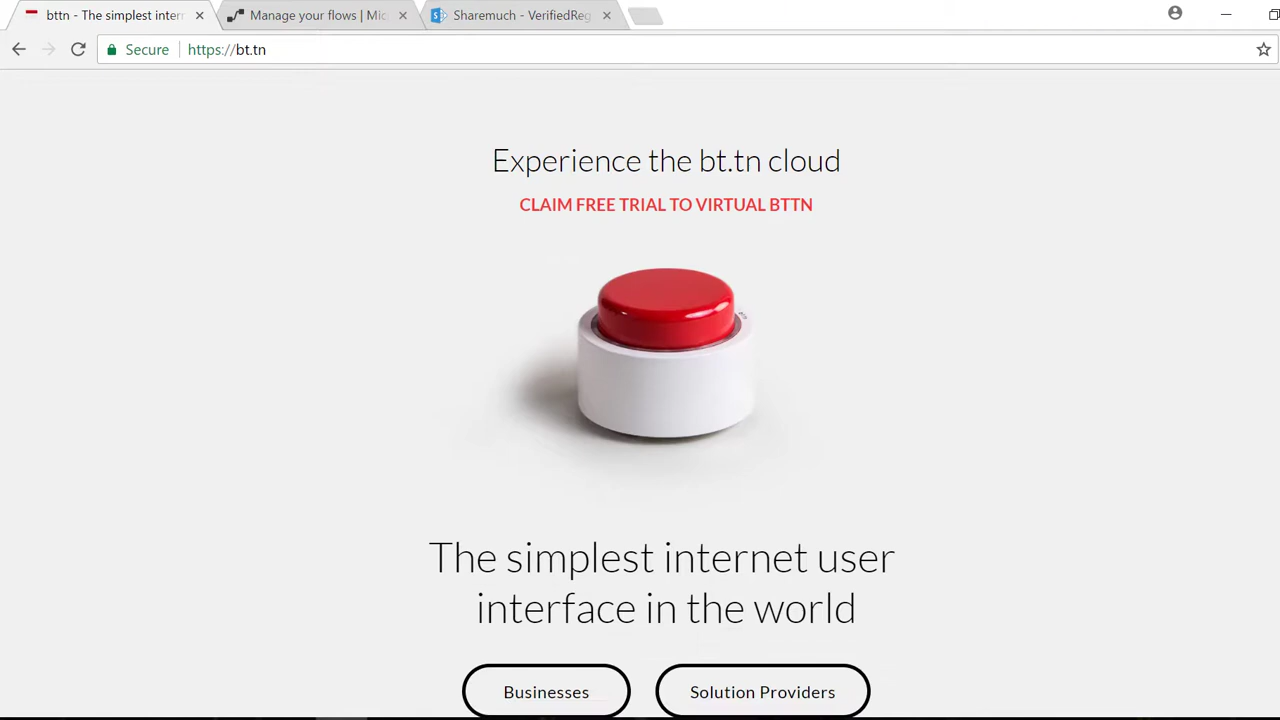 bttn - The simplest inter
Manage your flows | Mic
Sharemuch - VerifiedReg
Secure
https://bt.tn
Experience the bt.tn cloud
CLAIM FREE TRIAL TO VIRTUAL BTTN
The simplest internet user
interface in the world
Businesses
Solution Providers